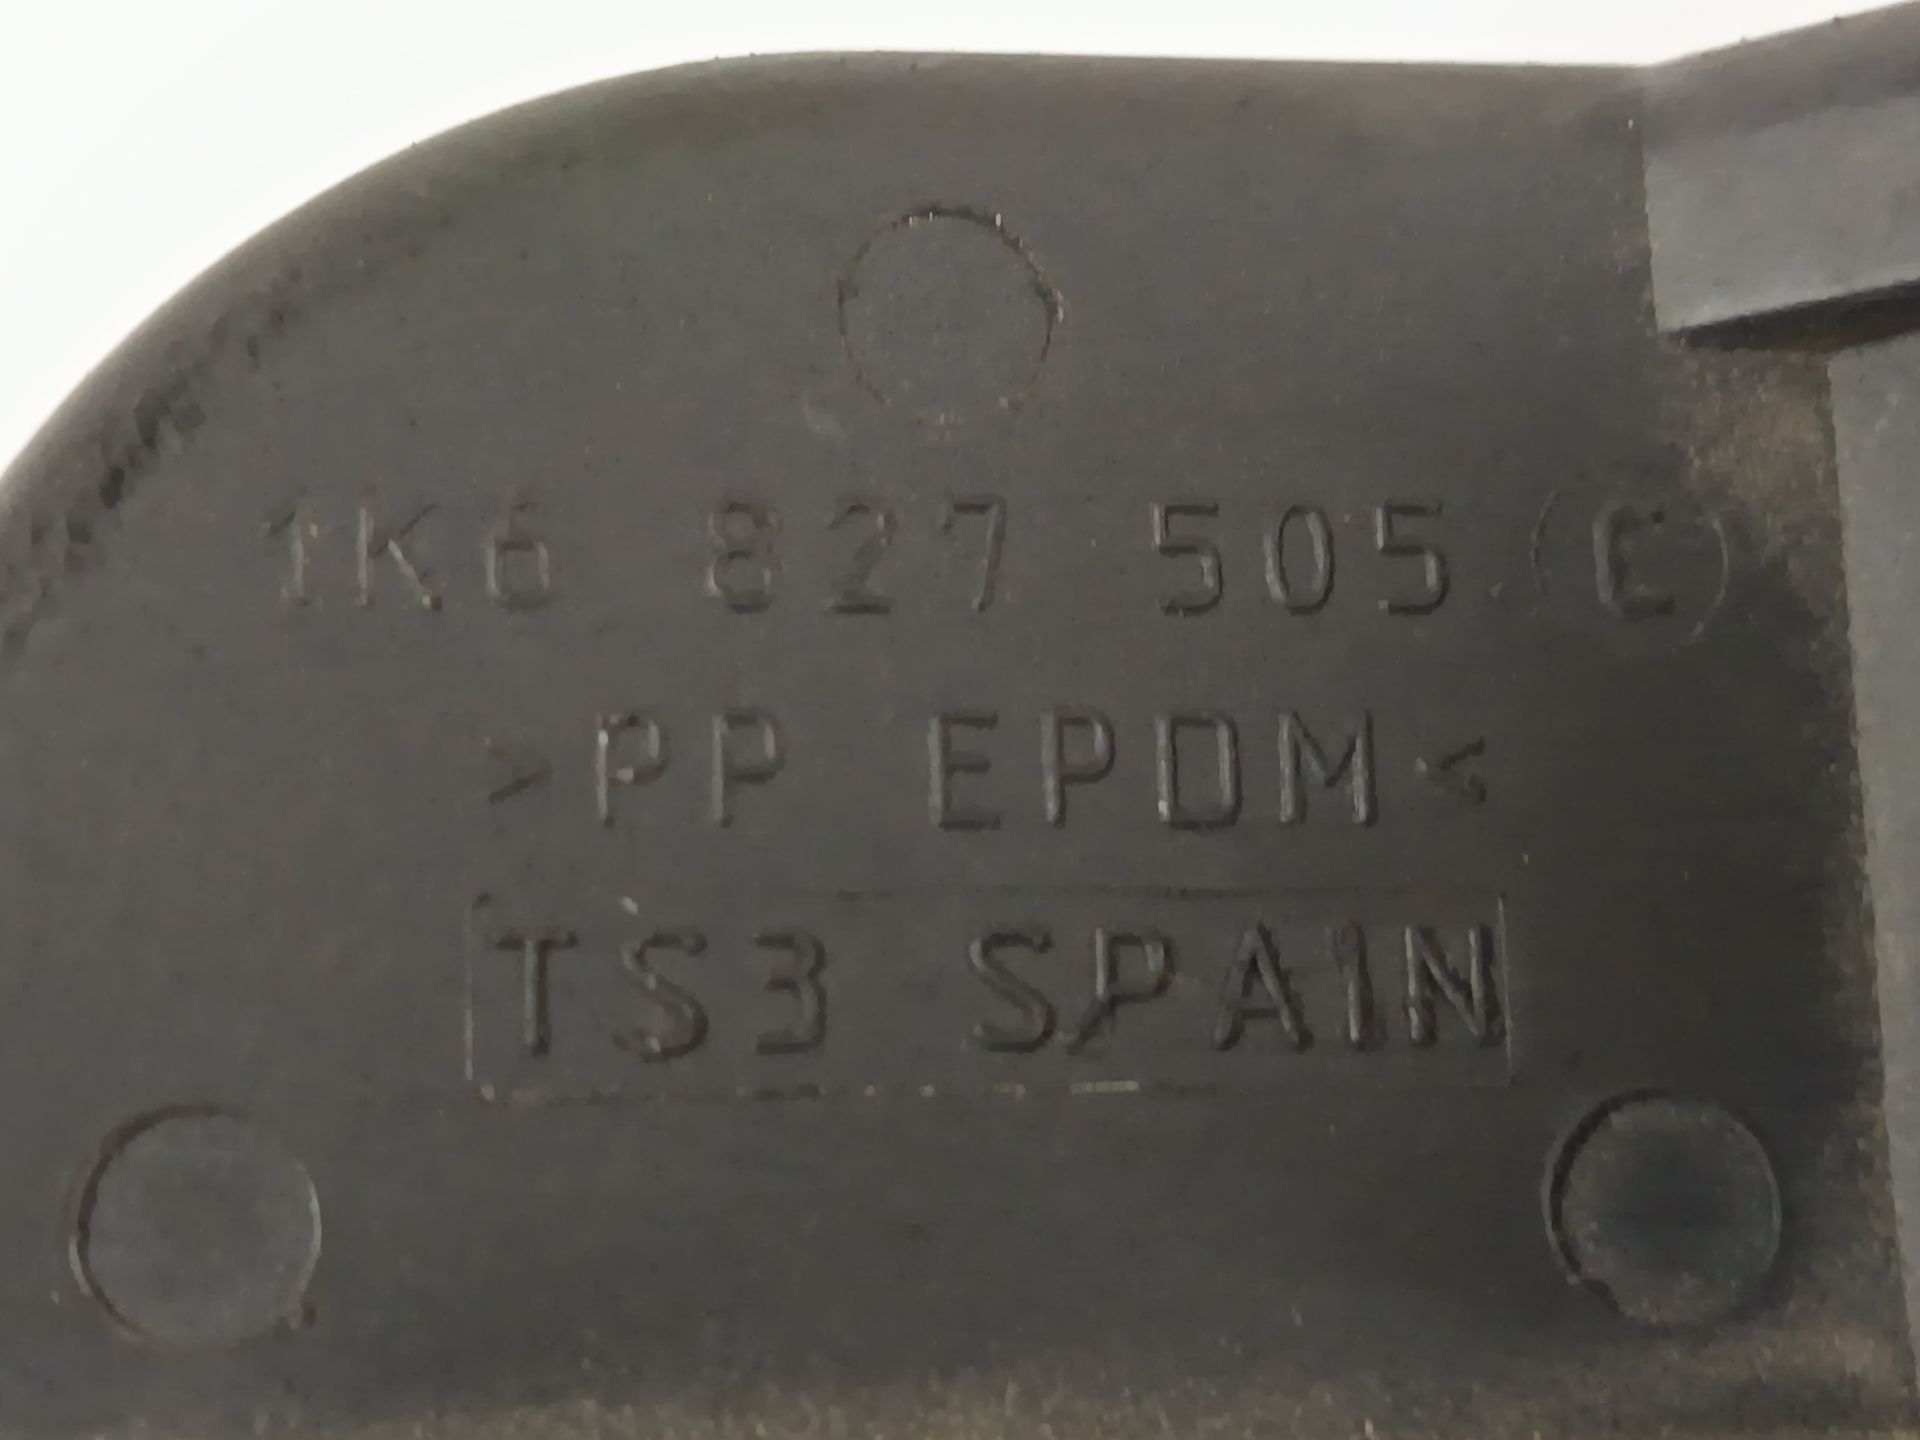 1K6 827 505 (C)
>PP EPDM<
TS3 SPAIN